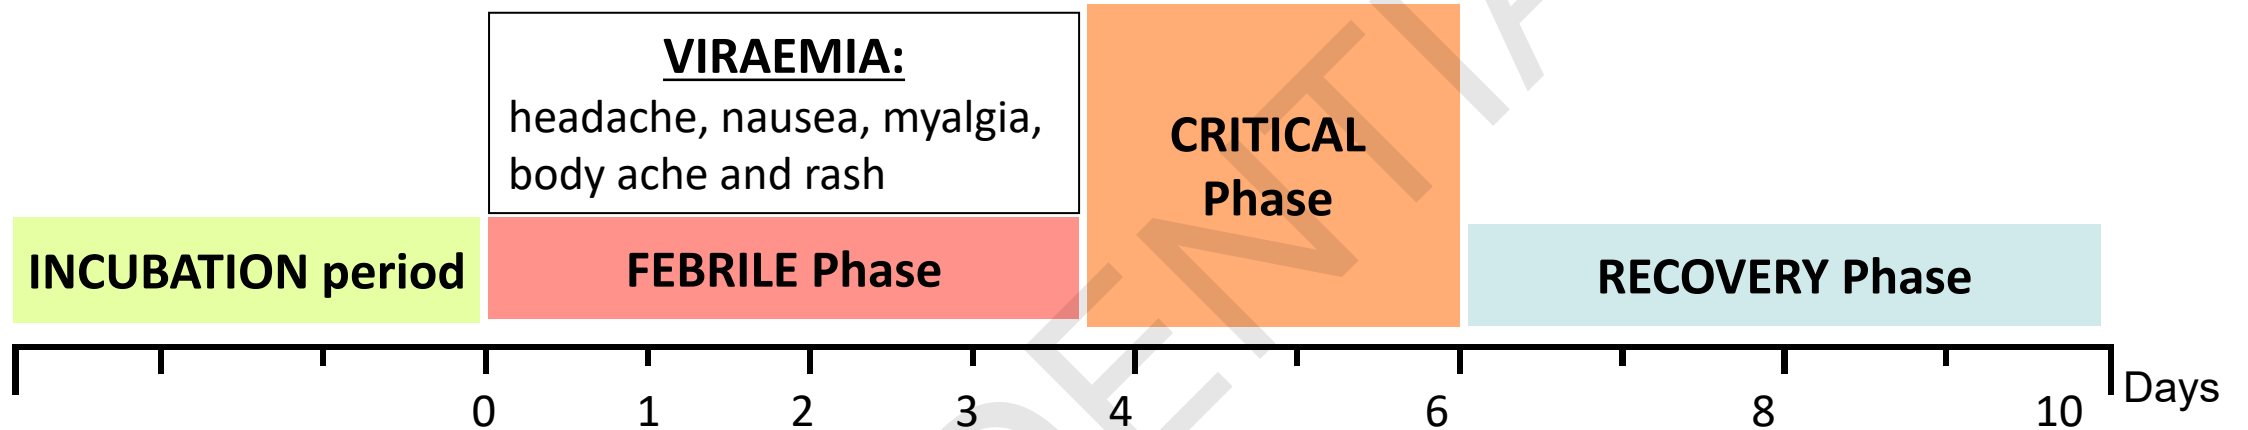 VIRAEMIA:
headache, nausea, myalgia,
body ache and rash
CRITICAL
Phase
INCUBATION period
FEBRILE Phase
RECOVERY Phase
0 1 2 3 4 6 8 10 Days